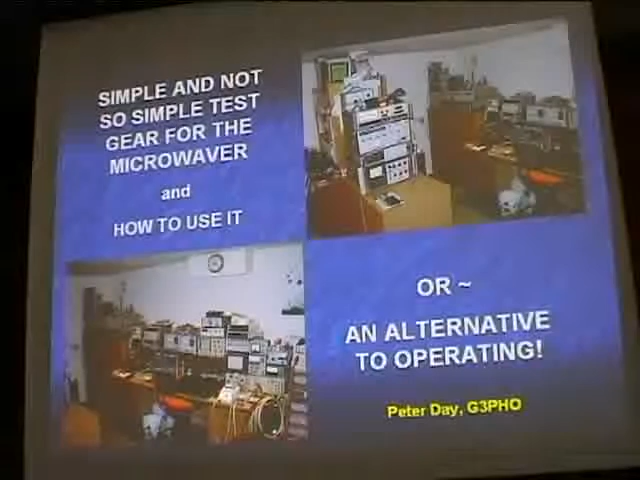 SIMPLE AND NOT
SO SIMPLE TEST
GEAR FOR THE
MICROWAVER
and
HOW TO USE IT
OR ~
AN ALTERNATIVE
TO OPERATING!
Peter Day, G3PHO